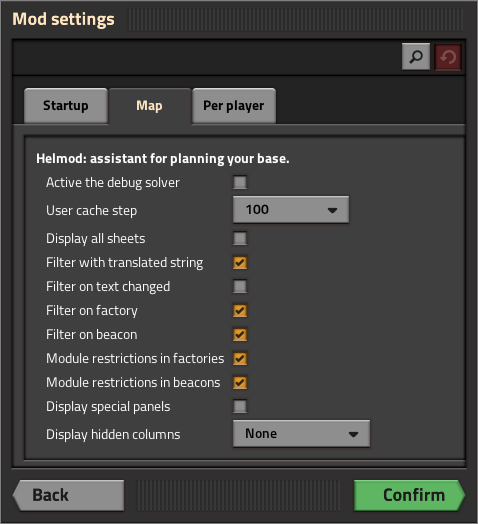 Mod settings
Startup Map Per player
Helmod: assistant for planning your base.
Active the debug solver
User cache step 100
Display all sheets
Filter with translated string
Filter on text changed
Filter on factory
Filter on beacon
Module restrictions in factories
Module restrictions in beacons
Display special panels
Display hidden columns None
Back Confirm